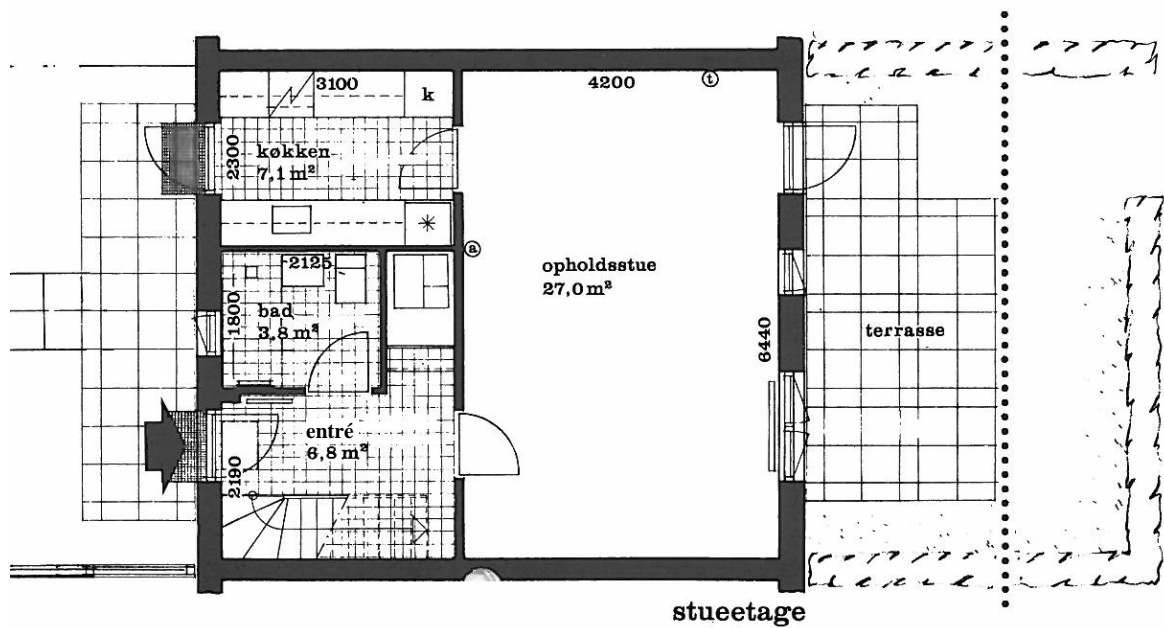 3100
k
4200
t
2300
køkken
7,1 m²
a
2125
1800
bad
3,8 m²
opholdsstue
27,0 m²
6440
terrasse
entré
6,8 m²
2190
stueetage